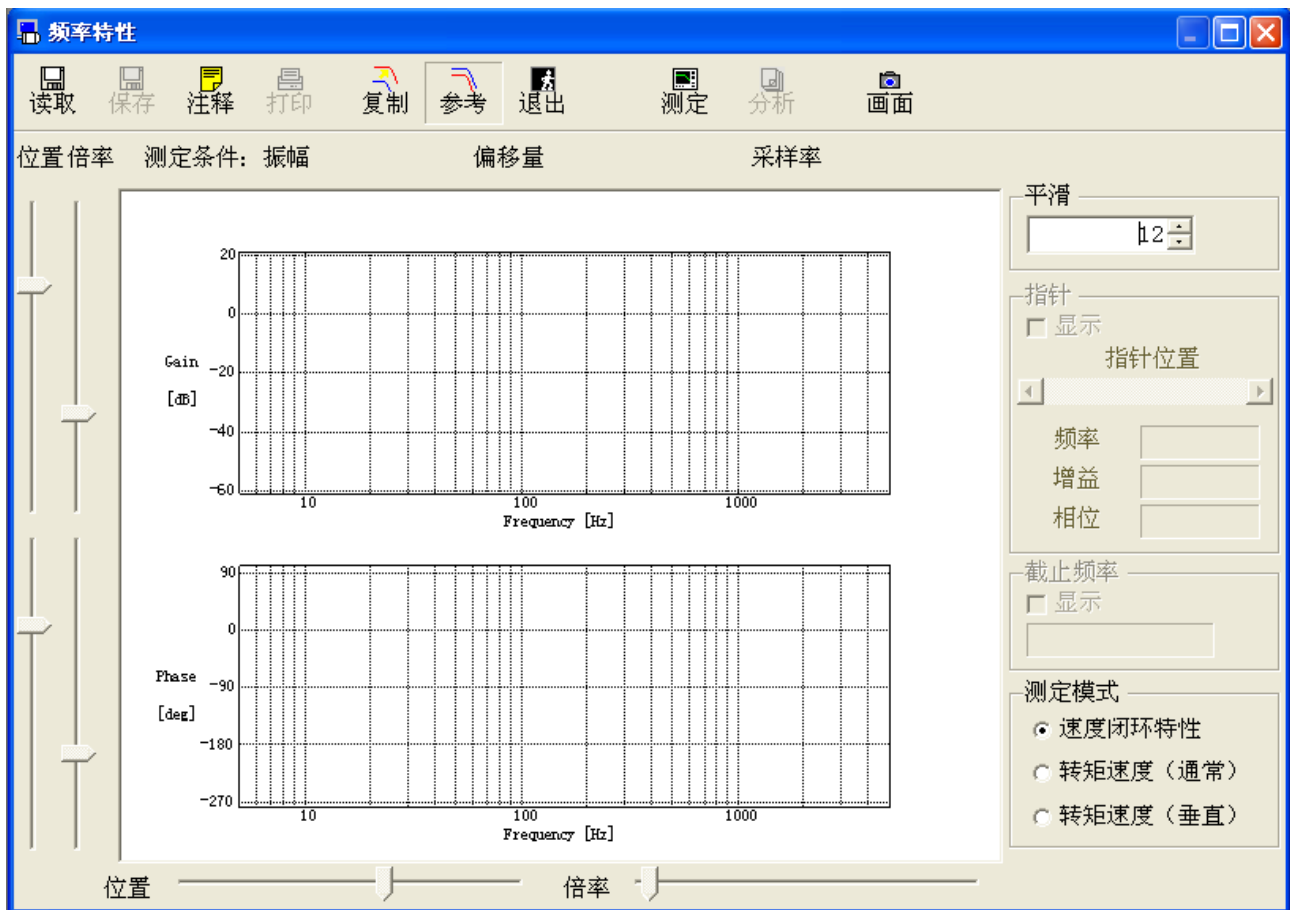 频率特性
读取 保存 注释 打印 复制 参考 退出 测定 分析 画面
位置 倍率 测定条件: 振幅 偏移量 采样率
平滑
12
20
0
Gain
-20
[dB]
-40
-60
10 100 1000
Frequency [Hz]
指针
显示
指针位置
频率
增益
相位
90
0
Phase
-90
[deg]
-180
-270
10 100 1000
Frequency [Hz]
截止频率
显示
测定模式
速度闭环特性
转矩速度（通常）
转矩速度（垂直）
位置 倍率